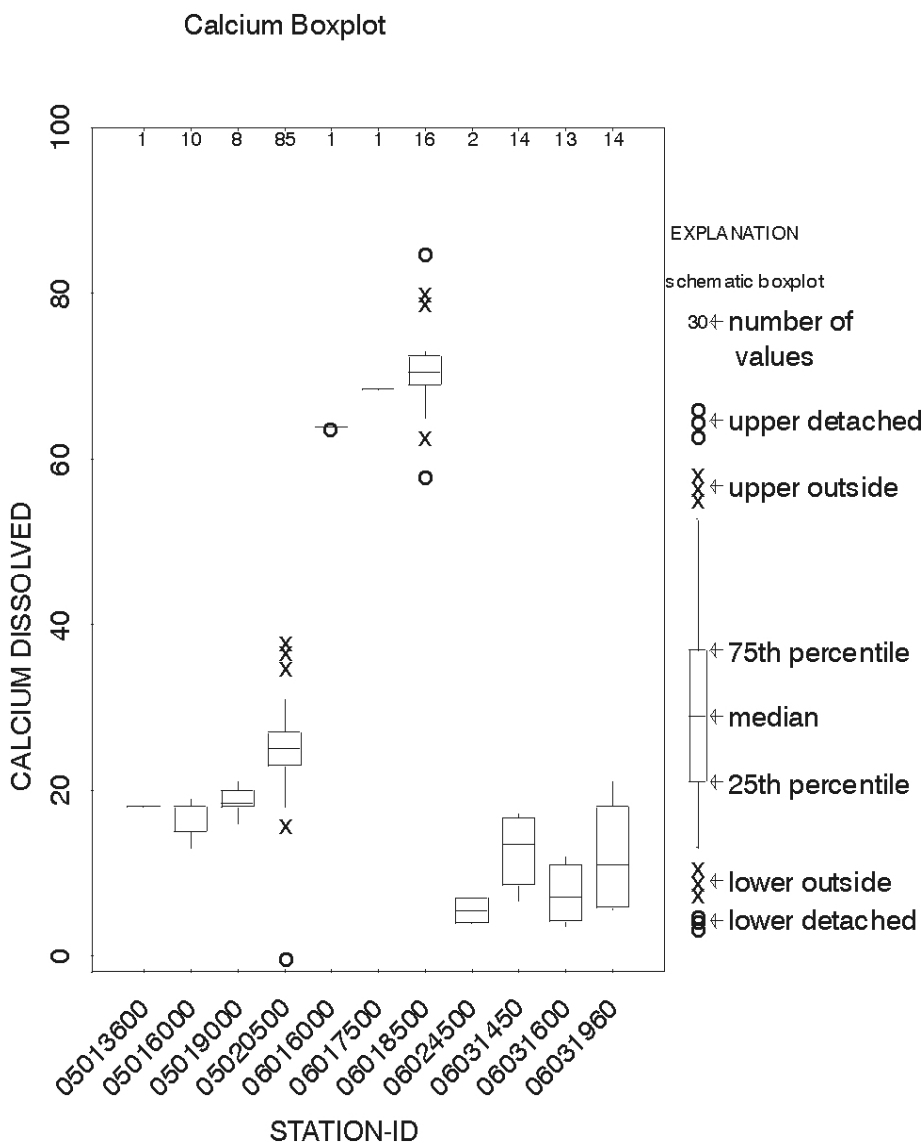 Calcium Boxplot
100
80
60
40
20
0
CALCIUM DISSOLVED
1 10 8 85 1 1 16 2 14 13 14
05013600
05016000
05019000
05020500
06016000
06017500
06018500
06024500
06031450
06031600
06031960
STATION-ID
EXPLANATION
schematic boxplot
30 number of
values
upper detached
upper outside
75th percentile
median
25th percentile
lower outside
lower detached